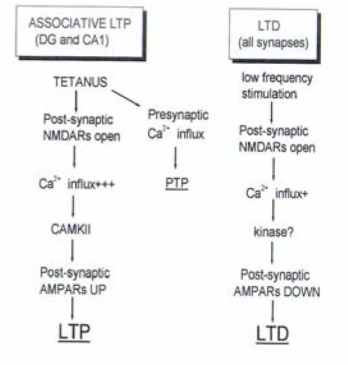 ASSOCIATIVE LTP
(DG and CA1)
TETANUS
Post-synaptic
NMDARs open
Presynaptic
Ca²⁺ influx
Ca²⁺ influx+++
PTP
CAMKII
Post-synaptic
AMPARs UP
LTP
LTD
(all synapses)
low frequency
stimulation
Post-synaptic
NMDARs open
Ca²⁺ influx+
kinase?
Post-synaptic
AMPARs DOWN
LTD